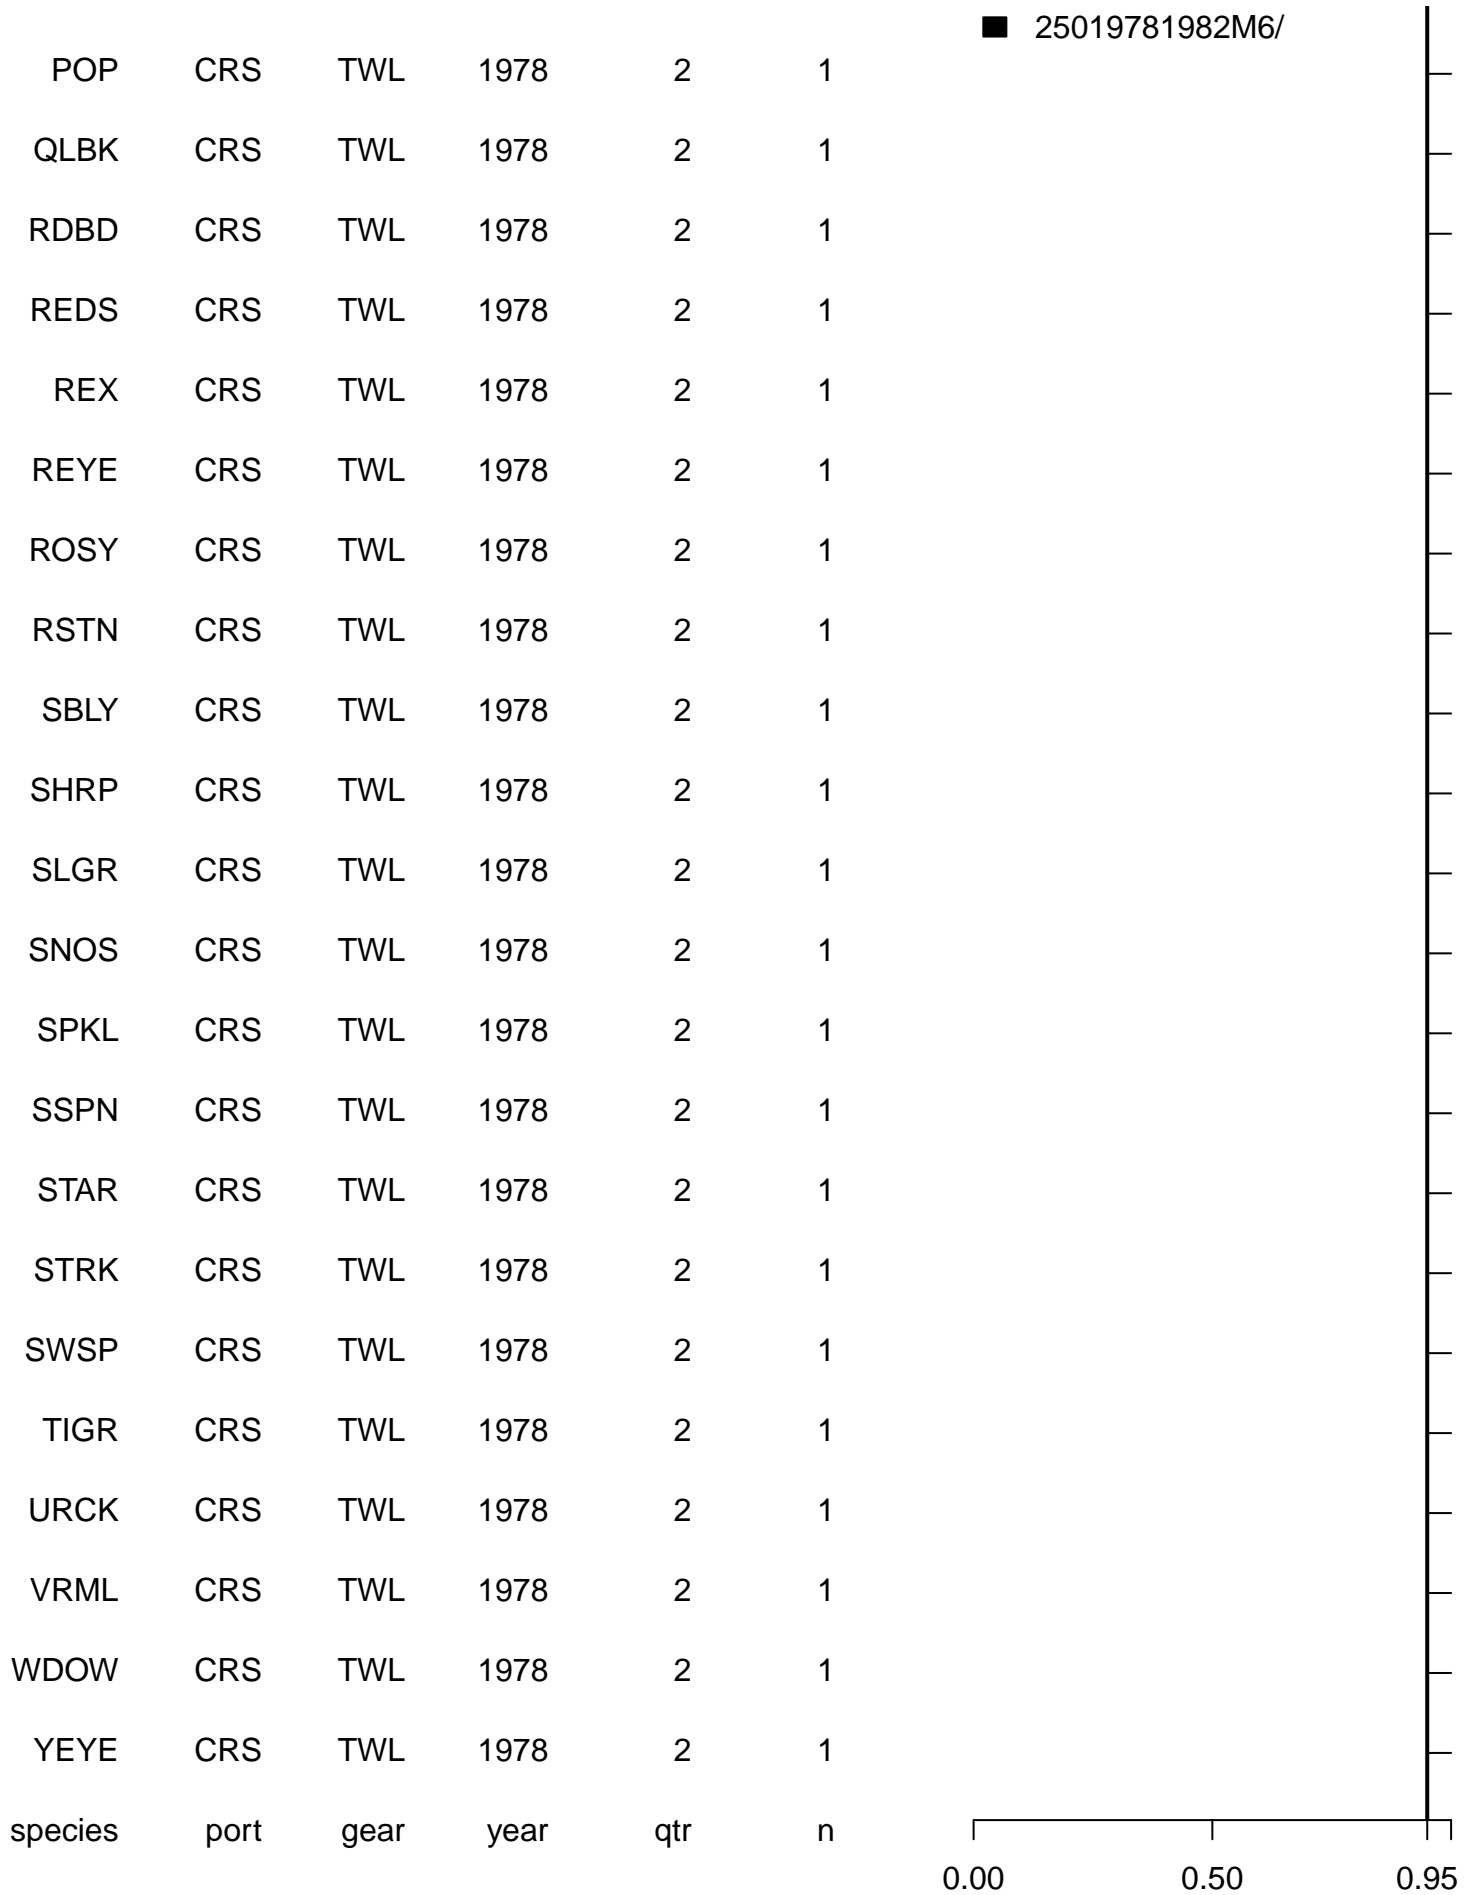 25019781982M6/
POP CRS TWL 1978 2 1
QLBK CRS TWL 1978 2 1
RDBD CRS TWL 1978 2 1
REDS CRS TWL 1978 2 1
REX CRS TWL 1978 2 1
REYE CRS TWL 1978 2 1
ROSY CRS TWL 1978 2 1
RSTN CRS TWL 1978 2 1
SBLY CRS TWL 1978 2 1
SHRP CRS TWL 1978 2 1
SLGR CRS TWL 1978 2 1
SNOS CRS TWL 1978 2 1
SPKL CRS TWL 1978 2 1
SSPN CRS TWL 1978 2 1
STAR CRS TWL 1978 2 1
STRK CRS TWL 1978 2 1
SWSP CRS TWL 1978 2 1
TIGR CRS TWL 1978 2 1
URCK CRS TWL 1978 2 1
VRML CRS TWL 1978 2 1
WDOW CRS TWL 1978 2 1
YEYE CRS TWL 1978 2 1
species port gear year qtr n
0.00 0.50 0.95